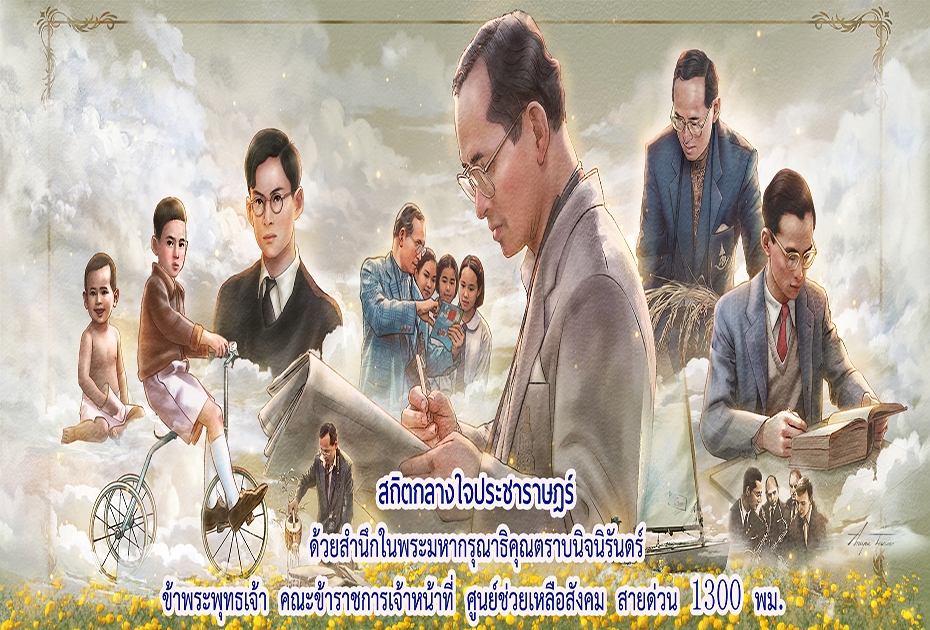 สถิตกลางใจประชาราษฎร์
ด้วยสำนึกในพระมหากรุณาธิคุณตราบนิจนิรันดร์
ข้าพระพุทธเจ้า คณะข้าราชการเจ้าหน้าที่ ศูนย์ช่วยเหลือสังคม สายด่วน 1300 พม.